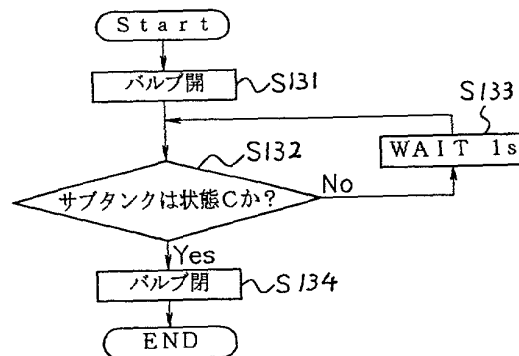 Start
バルブ開
S131
S133
WAIT 1s
S132
サブタンクは状態Cか?
No
Yes
バルブ閉
S134
END